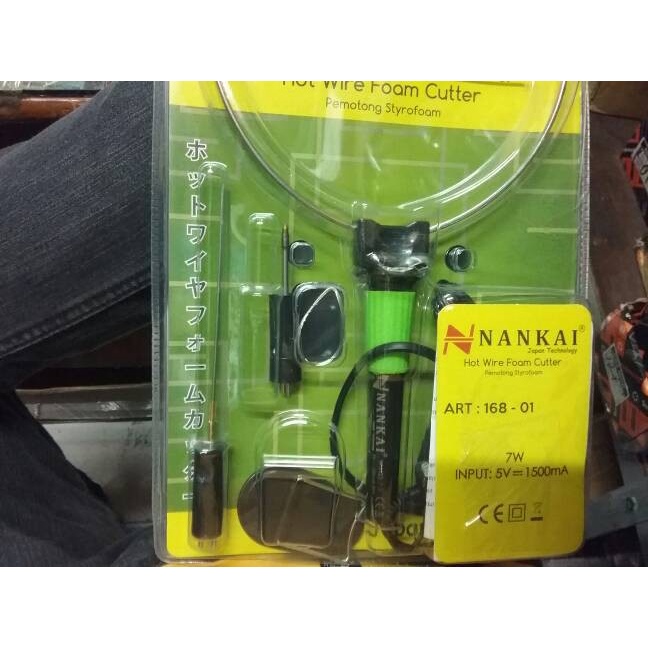 Hot Wire Foam Cutter
Pemotong Styrofoam
ホットワイヤフォームカ
NANKAI
NANKAI®
Japan Technology
Hot Wire Foam Cutter
Pemotong Styrofoam
ART : 168 - 01
7W
INPUT: 5V⎓1500mA
CE